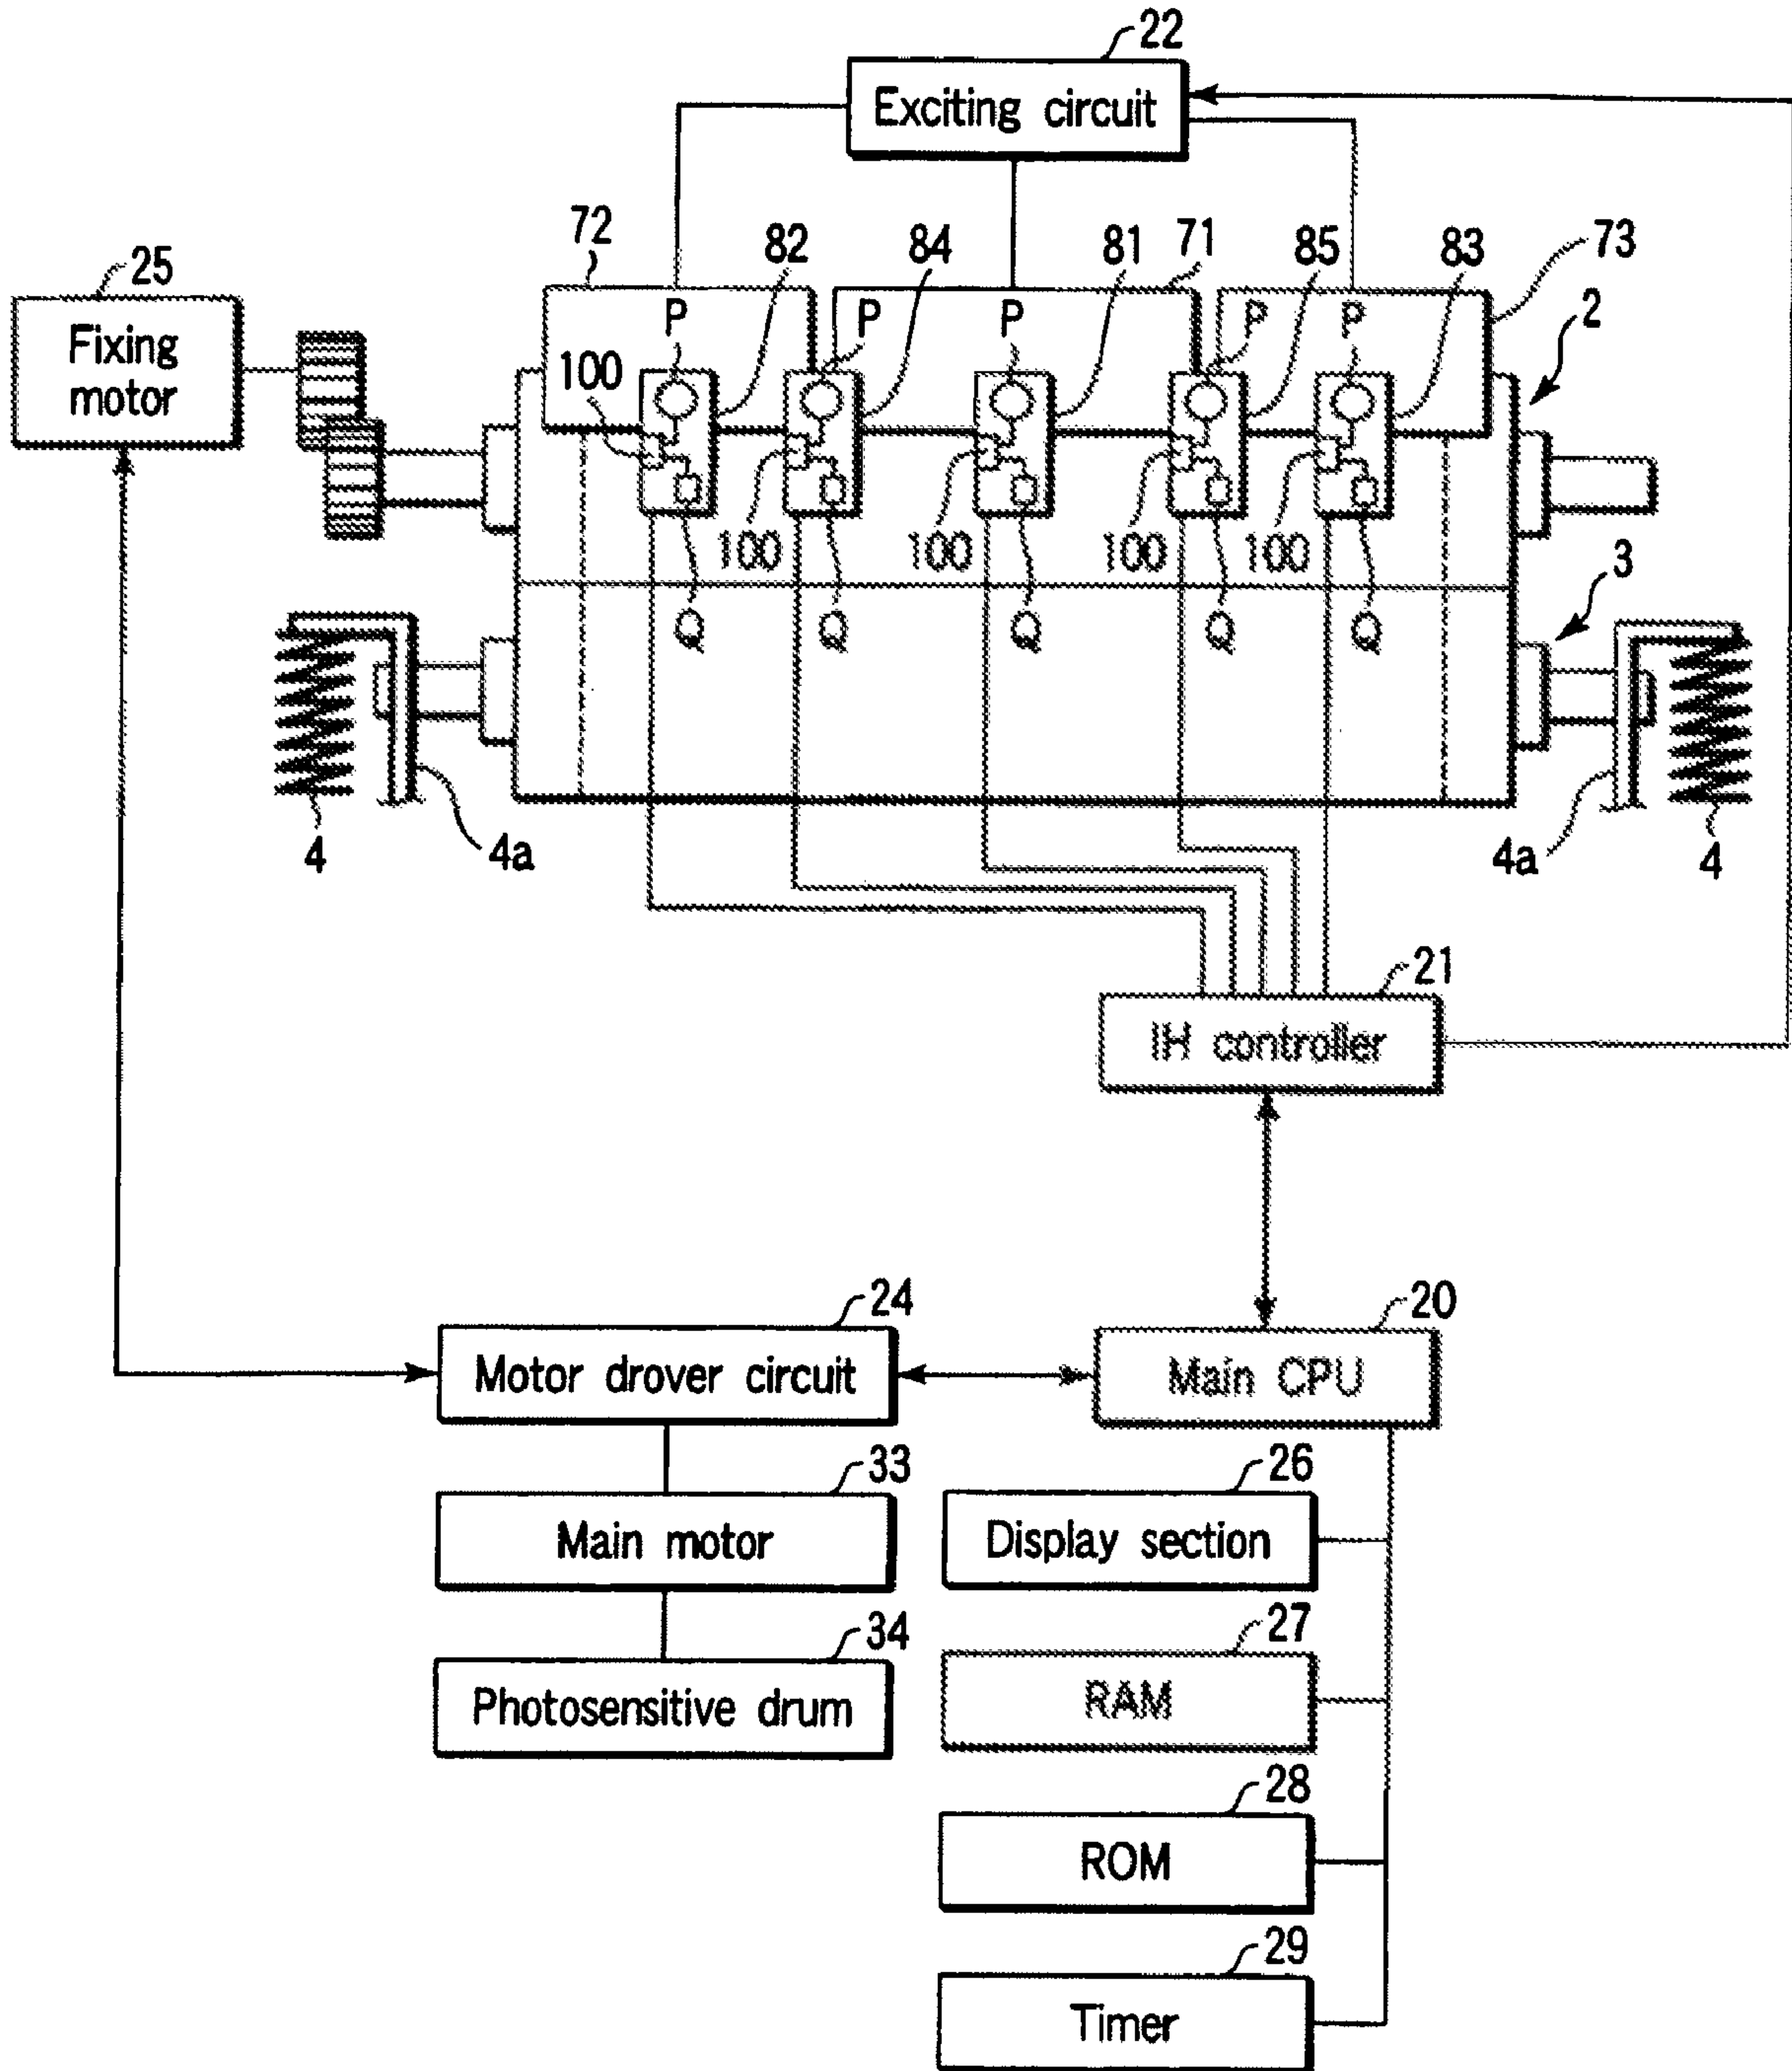 22
Exciting circuit
72
82
84
81
71
85
83
73
2
25
Fixing motor
P
P
P
P
P
100
100
100
100
100
3
Q
Q
Q
Q
Q
4
4a
4a
4
21
IH controller
24
Motor drover circuit
20
Main CPU
33
Main motor
26
Display section
34
Photosensitive drum
27
RAM
28
ROM
29
Timer